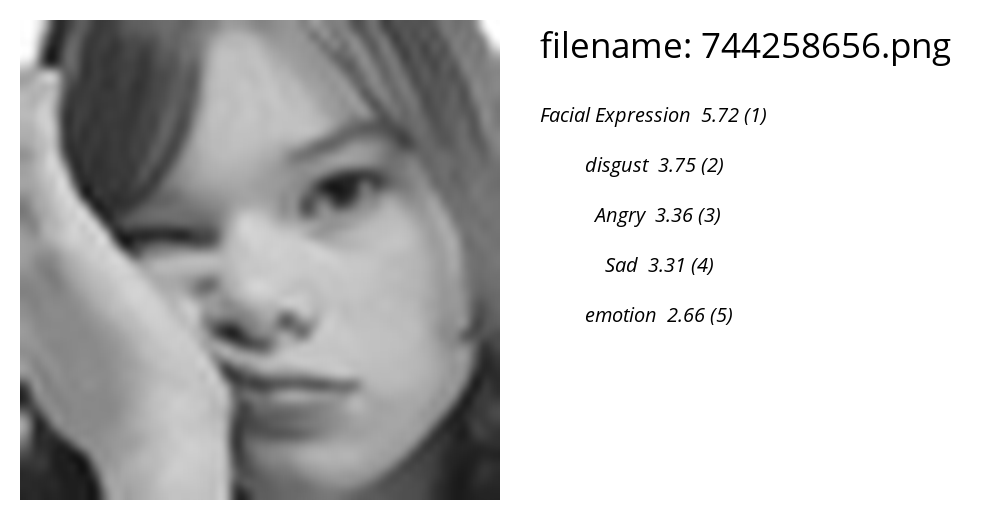 filename: 744258656.png
Facial Expression 5.72 (1)
disgust 3.75 (2)
Angry 3.36 (3)
Sad 3.31 (4)
emotion 2.66 (5)